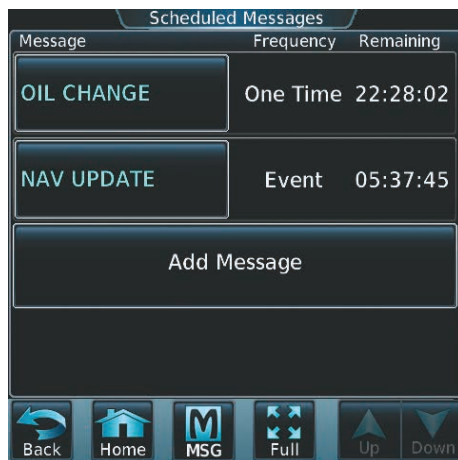 Scheduled Messages
Message Frequency Remaining
OIL CHANGE One Time 22:28:02
NAV UPDATE Event 05:37:45
Add Message
Back Home MSG Full Up Down